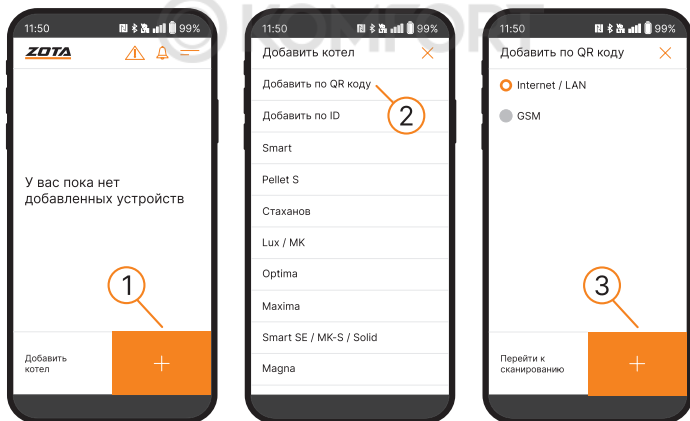 © KOMFORT
11:50 99%
ZOTA
У вас пока нет
добавленных устройств
1
Добавить
котел
11:50 99%
Добавить котел
Добавить по QR коду
2
Добавить по ID
Smart
Pellet S
Стаханов
Lux / MK
Optima
Maxima
Smart SE / MK-S / Solid
Magna
11:50 99%
Добавить по QR коду
Internet / LAN
GSM
3
Перейти к
сканированию